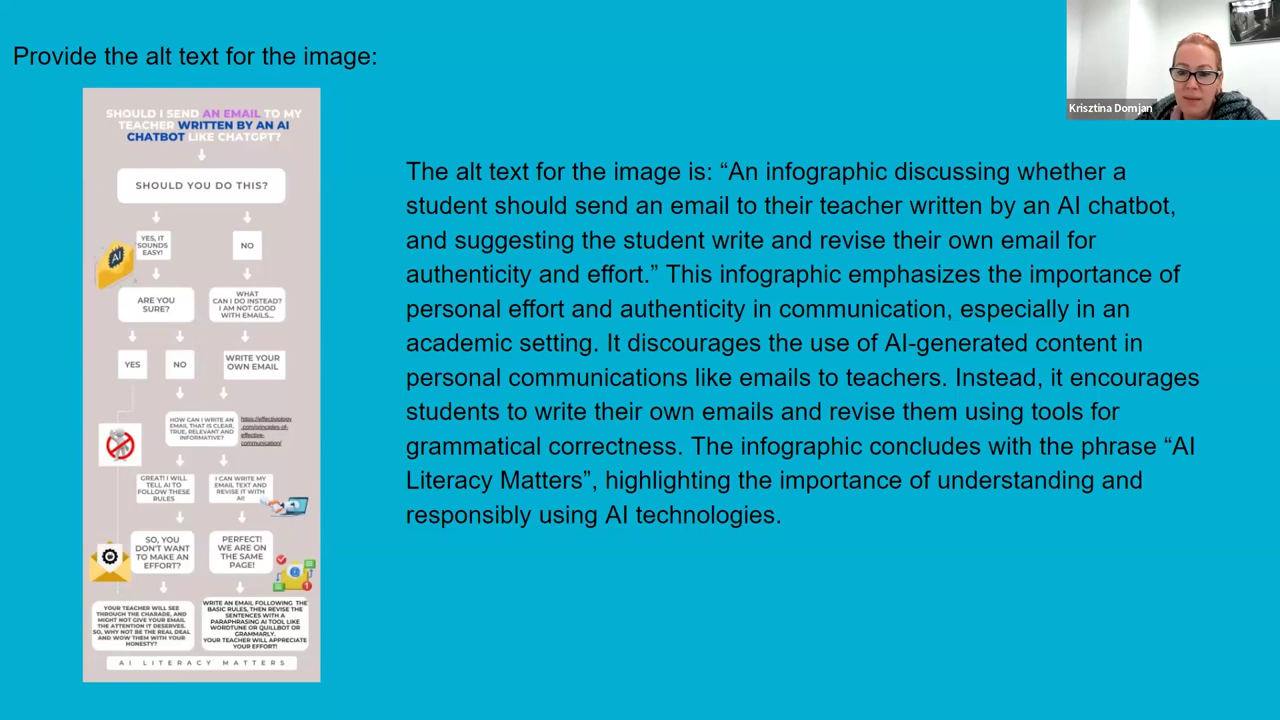 Provide the alt text for the image:
Krisztina Domjan
SHOULD I SEND AN EMAIL TO MY
TEACHER WRITTEN BY AN AI
CHATBOT LIKE CHATGPT?
SHOULD YOU DO THIS?
YES, IT
SOUNDS
EASY!
NO
AI
ARE YOU
SURE?
WHAT
CAN I DO INSTEAD?
I AM NOT GOOD
WITH EMAILS...
YES
NO
WRITE YOUR
OWN EMAIL
HOW CAN I WRITE AN
EMAIL THAT IS CLEAR,
TRUE, RELEVANT AND
INFORMATIVE?
https://effectiviology
.com/principles-of-
effective-
communication/
GREAT! I WILL
TELL AI TO
FOLLOW THESE
RULES
I CAN WRITE MY
EMAIL TEXT AND
REVISE IT WITH
AI!
SO, YOU
DON'T WANT
TO MAKE AN
EFFORT?
PERFECT!
WE ARE ON
THE SAME
PAGE!
YOUR TEACHER WILL SEE
THROUGH THE CHARADE, AND
MIGHT NOT GIVE YOUR EMAIL
THE ATTENTION IT DESERVES.
SO, WHY NOT BE THE REAL DEAL
AND WOW THEM WITH YOUR
HONESTY?
WRITE AN EMAIL FOLLOWING THE
BASIC RULES, THEN REVISE THE
SENTENCES WITH A
PARAPHRASING AI TOOL LIKE
WORDTUNE OR QUILLBOT OR
GRAMMARLY.
YOUR TEACHER WILL APPRECIATE
YOUR EFFORT!
AI LITERACY MATTERS
The alt text for the image is: “An infographic discussing whether a
student should send an email to their teacher written by an AI chatbot,
and suggesting the student write and revise their own email for
authenticity and effort.” This infographic emphasizes the importance of
personal effort and authenticity in communication, especially in an
academic setting. It discourages the use of AI-generated content in
personal communications like emails to teachers. Instead, it encourages
students to write their own emails and revise them using tools for
grammatical correctness. The infographic concludes with the phrase “AI
Literacy Matters”, highlighting the importance of understanding and
responsibly using AI technologies.